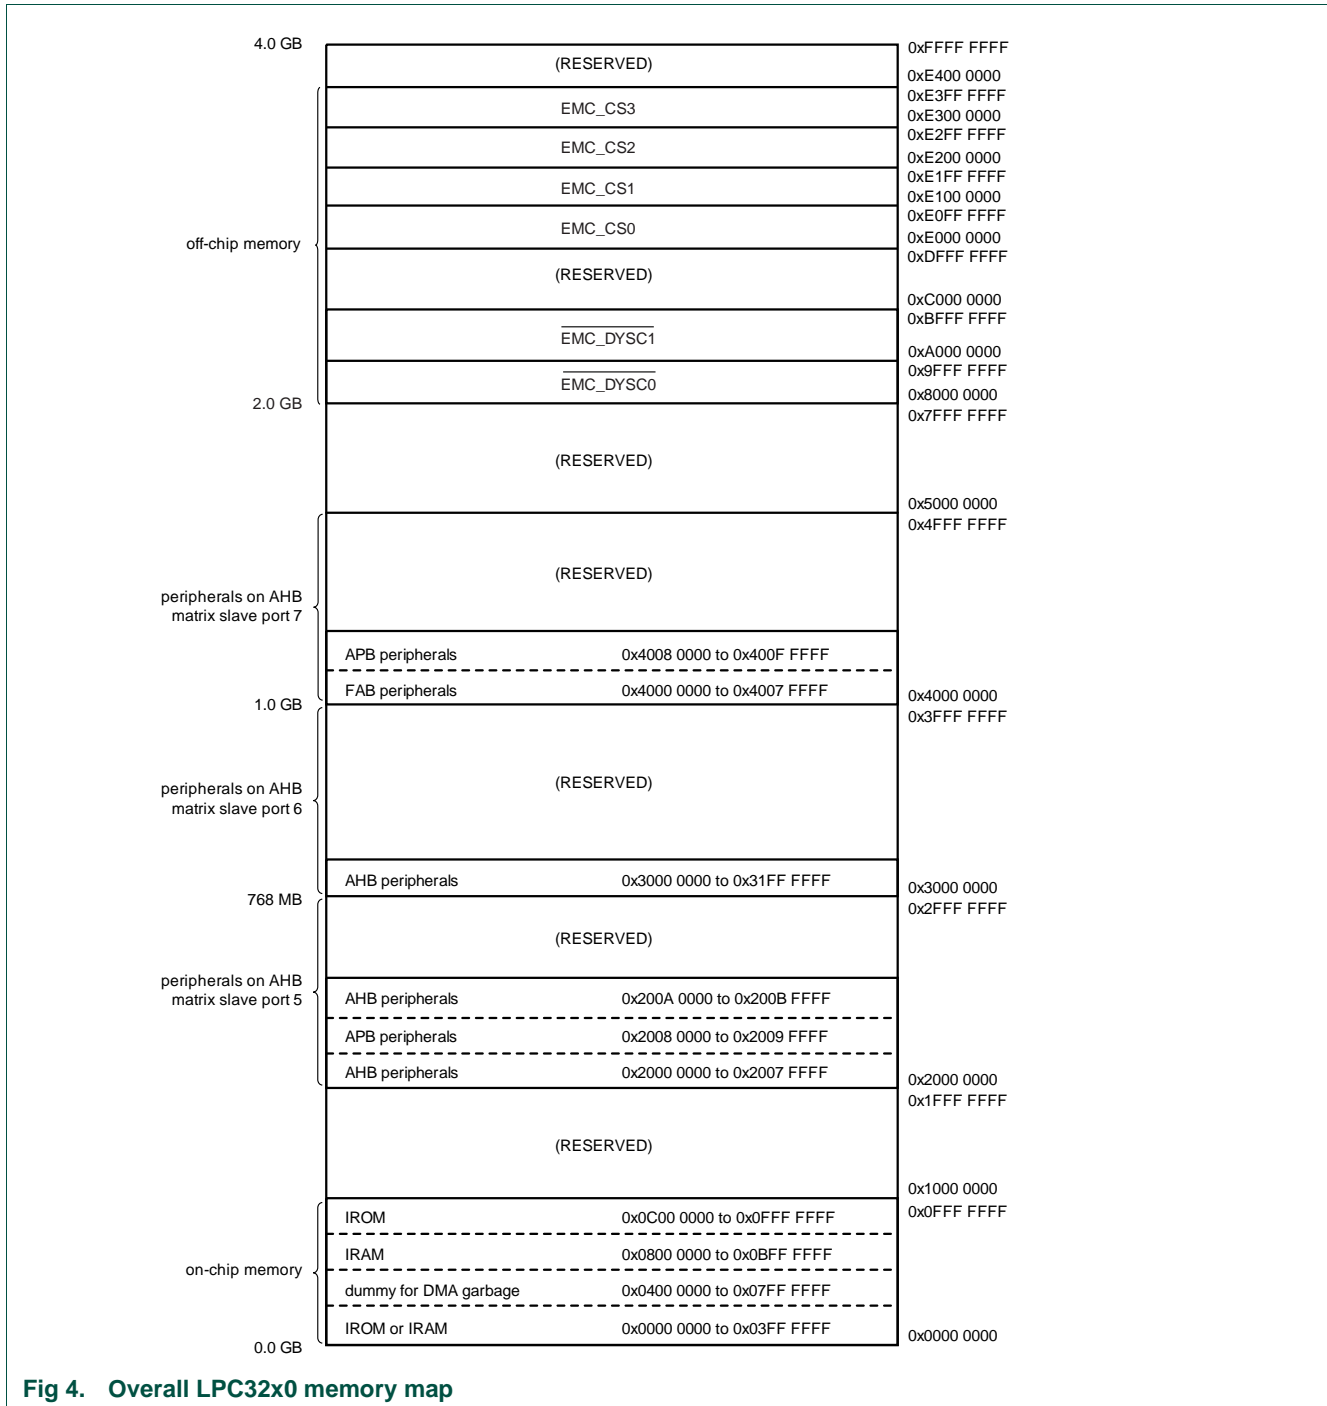 4.0 GB
0xFFFF FFFF
(RESERVED)
0xE400 0000
0xE3FF FFFF
EMC_CS3
0xE300 0000
0xE2FF FFFF
EMC_CS2
0xE200 0000
0xE1FF FFFF
EMC_CS1
0xE100 0000
0xE0FF FFFF
EMC_CS0
0xE000 0000
off-chip memory
0xDFFF FFFF
(RESERVED)
0xC000 0000
0xBFFF FFFF
EMC_DYSC1
0xA000 0000
0x9FFF FFFF
EMC_DYSC0
0x8000 0000
2.0 GB
0x7FFF FFFF
(RESERVED)
0x5000 0000
0x4FFF FFFF
(RESERVED)
peripherals on AHB
matrix slave port 7
APB peripherals 0x4008 0000 to 0x400F FFFF
FAB peripherals 0x4000 0000 to 0x4007 FFFF
0x4000 0000
1.0 GB
0x3FFF FFFF
(RESERVED)
peripherals on AHB
matrix slave port 6
AHB peripherals 0x3000 0000 to 0x31FF FFFF
0x3000 0000
768 MB
0x2FFF FFFF
(RESERVED)
peripherals on AHB
matrix slave port 5
AHB peripherals 0x200A 0000 to 0x200B FFFF
APB peripherals 0x2008 0000 to 0x2009 FFFF
AHB peripherals 0x2000 0000 to 0x2007 FFFF
0x2000 0000
0x1FFF FFFF
(RESERVED)
0x1000 0000
0x0FFF FFFF
IROM 0x0C00 0000 to 0x0FFF FFFF
IRAM 0x0800 0000 to 0x0BFF FFFF
on-chip memory
dummy for DMA garbage 0x0400 0000 to 0x07FF FFFF
IROM or IRAM 0x0000 0000 to 0x03FF FFFF
0x0000 0000
0.0 GB
Fig 4. Overall LPC32x0 memory map